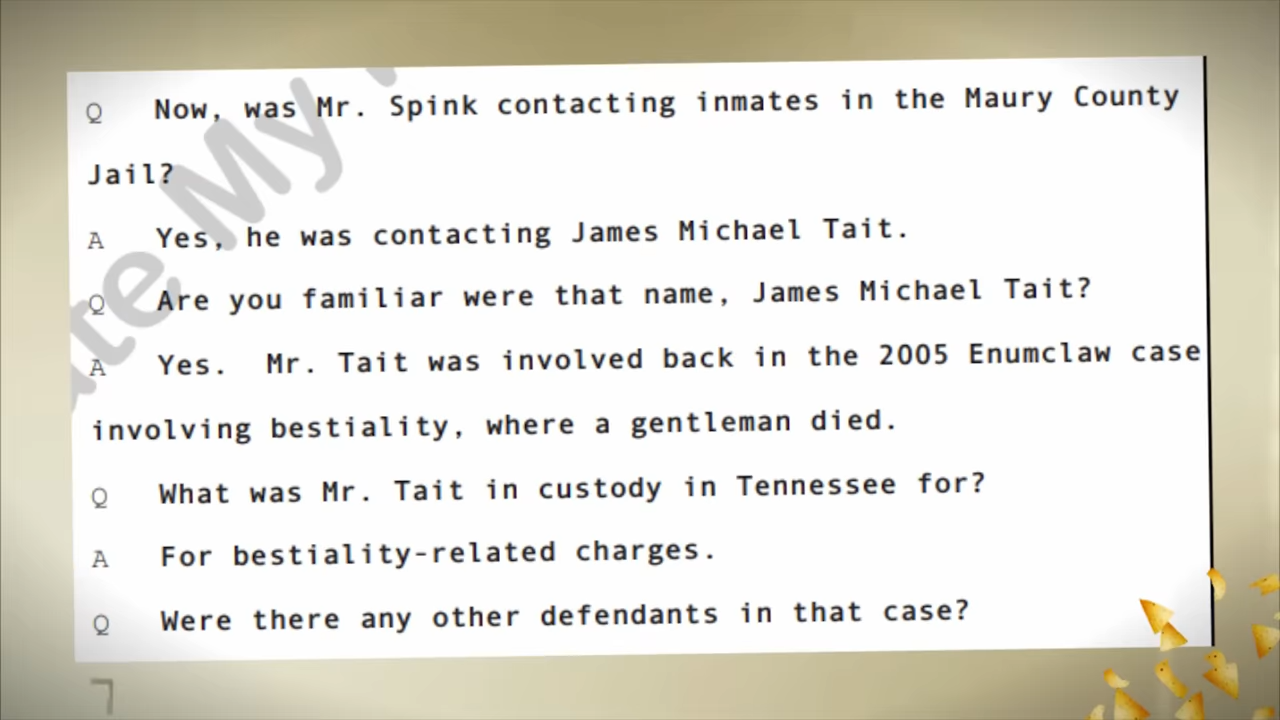 Q Now, was Mr. Spink contacting inmates in the Maury County
Jail?
A Yes, he was contacting James Michael Tait.
Q Are you familiar were that name, James Michael Tait?
A Yes. Mr. Tait was involved back in the 2005 Enumclaw case
involving bestiality, where a gentleman died.
Q What was Mr. Tait in custody in Tennessee for?
A For bestiality-related charges.
Q Were there any other defendants in that case?
ate My